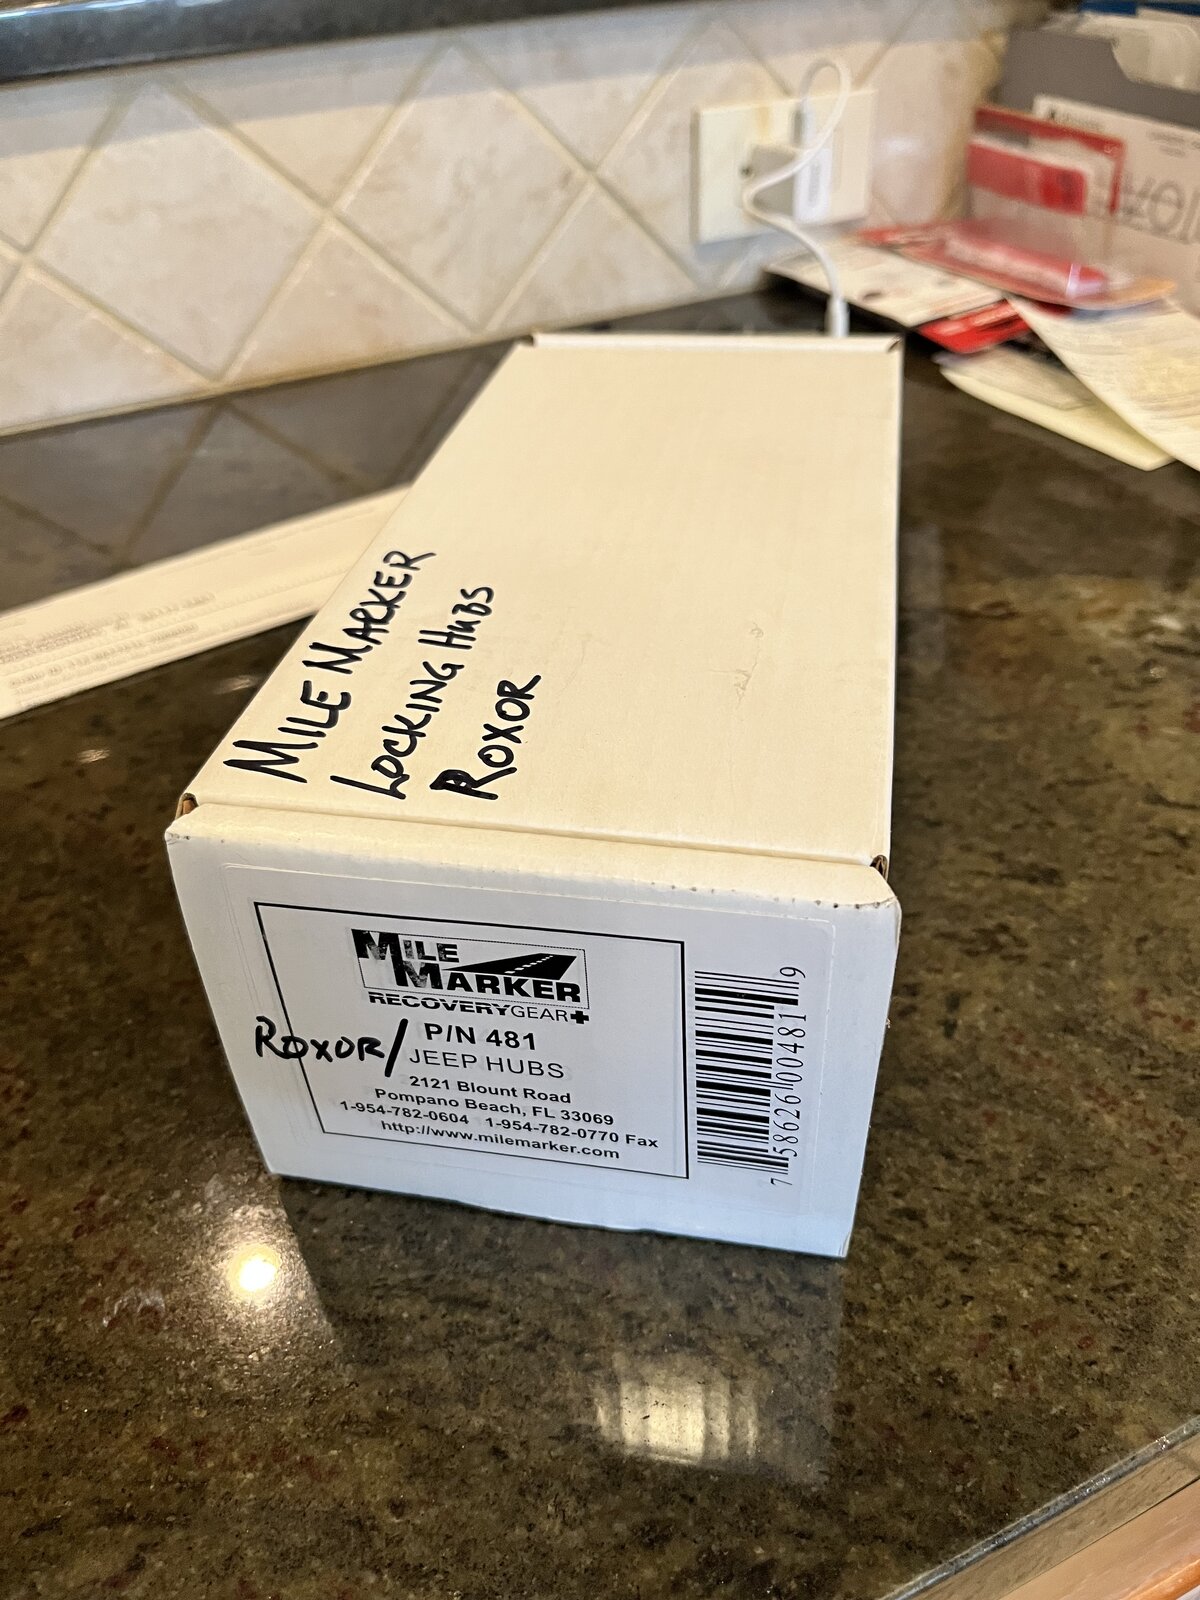 MILE MARKER
LOCKING HUBS
ROXOR
MILE
MARKER
RECOVERYGEAR
ROXOR/
P/N 481
JEEP HUBS
2121 Blount Road
Pompano Beach, FL 33069
1-954-782-0604 1-954-782-0770 Fax
http://www.milemarker.com
7 58626 00481 9